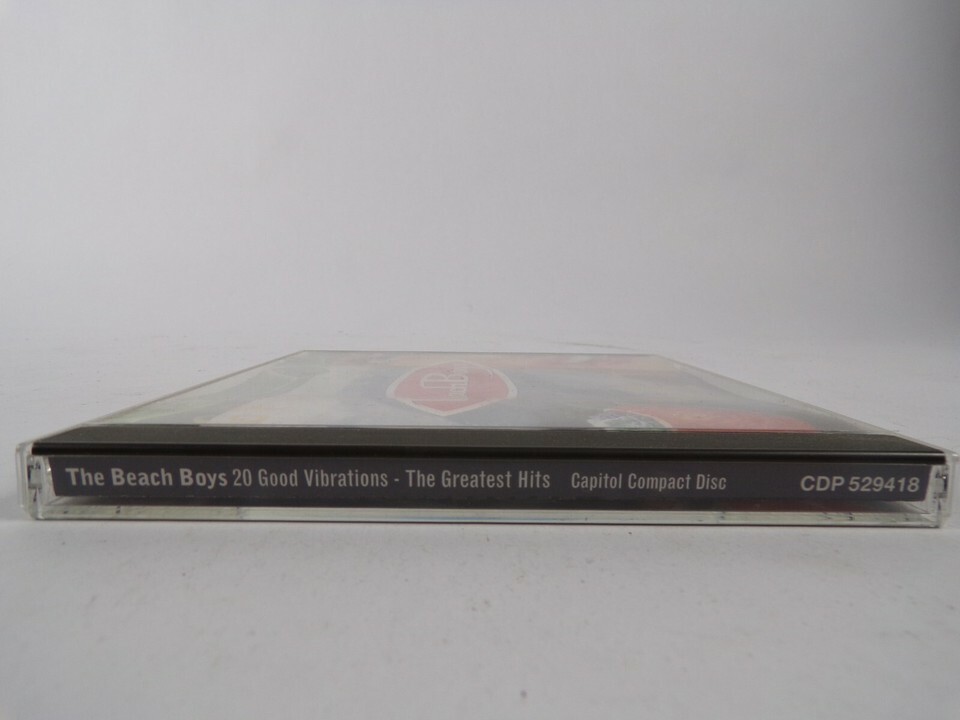 The Beach Boys 20 Good Vibrations - The Greatest Hits Capitol Compact Disc CDP 529418